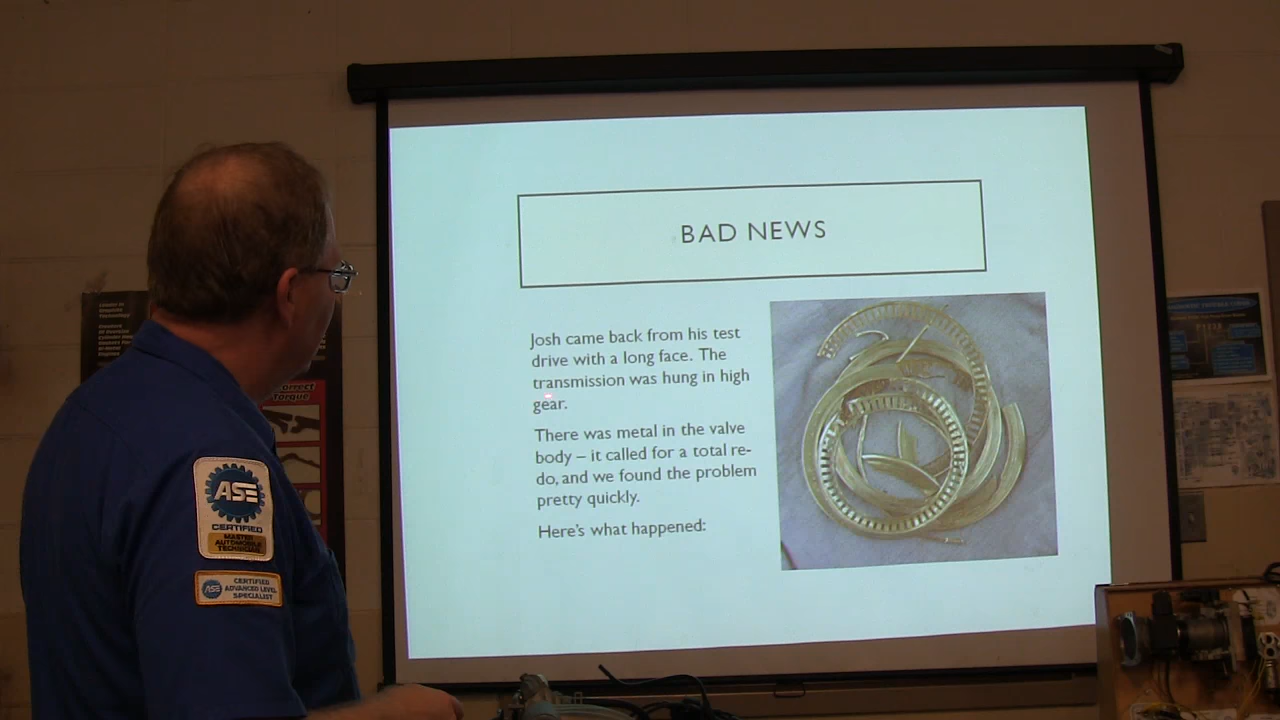 BAD NEWS
Josh came back from his test
drive with a long face. The
transmission was hung in high
gear.
There was metal in the valve
body – it called for a total re-
do, and we found the problem
pretty quickly.
Here's what happened:
ASE
CERTIFIED
MASTER
AUTOMOBILE
TECHNICIAN
ASE
CERTIFIED
ADVANCED LEVEL
SPECIALIST
Correct
Torque